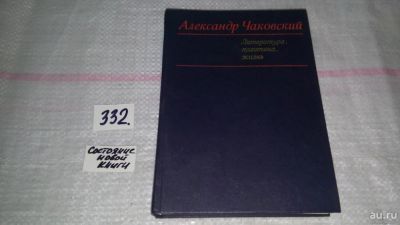 Александр Чаковский
Литература,
политика,
жизнь
332.
Состояние
новой
книги
au.ru